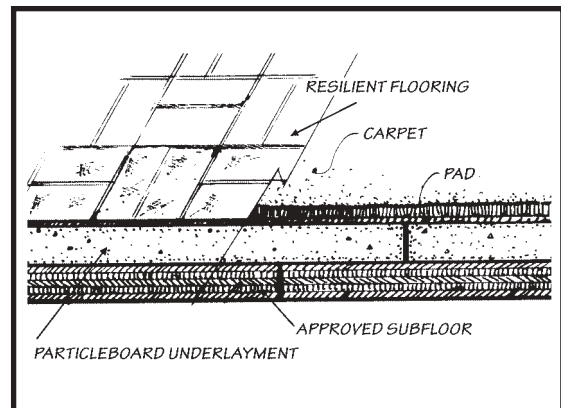 RESILIENT FLOORING
CARPET
PAD
APPROVED SUBFLOOR
PARTICLEBOARD UNDERLAYMENT